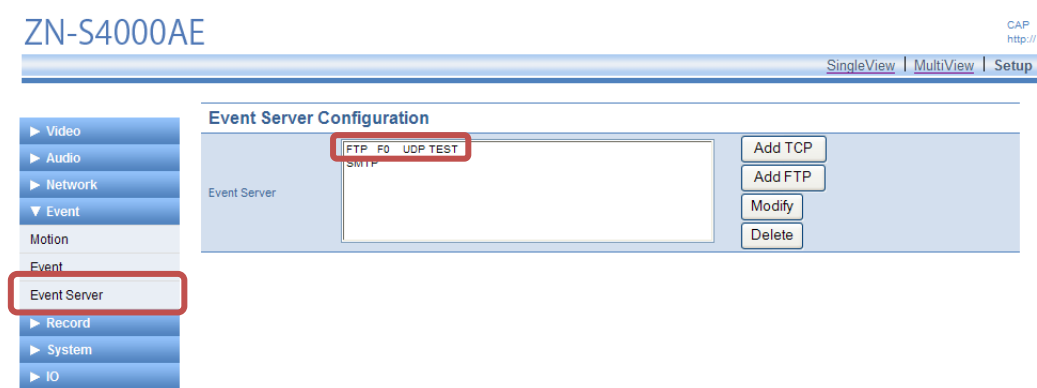 ZN-S4000AE
CAP
http://
SingleView | MultiView | Setup
Event Server Configuration
▶ Video
▶ Audio
▶ Network
▼ Event
Motion
Event
Event Server
▶ Record
▶ System
▶ IO
Event Server
FTP F0 UDP TEST
SMTP
Add TCP
Add FTP
Modify
Delete